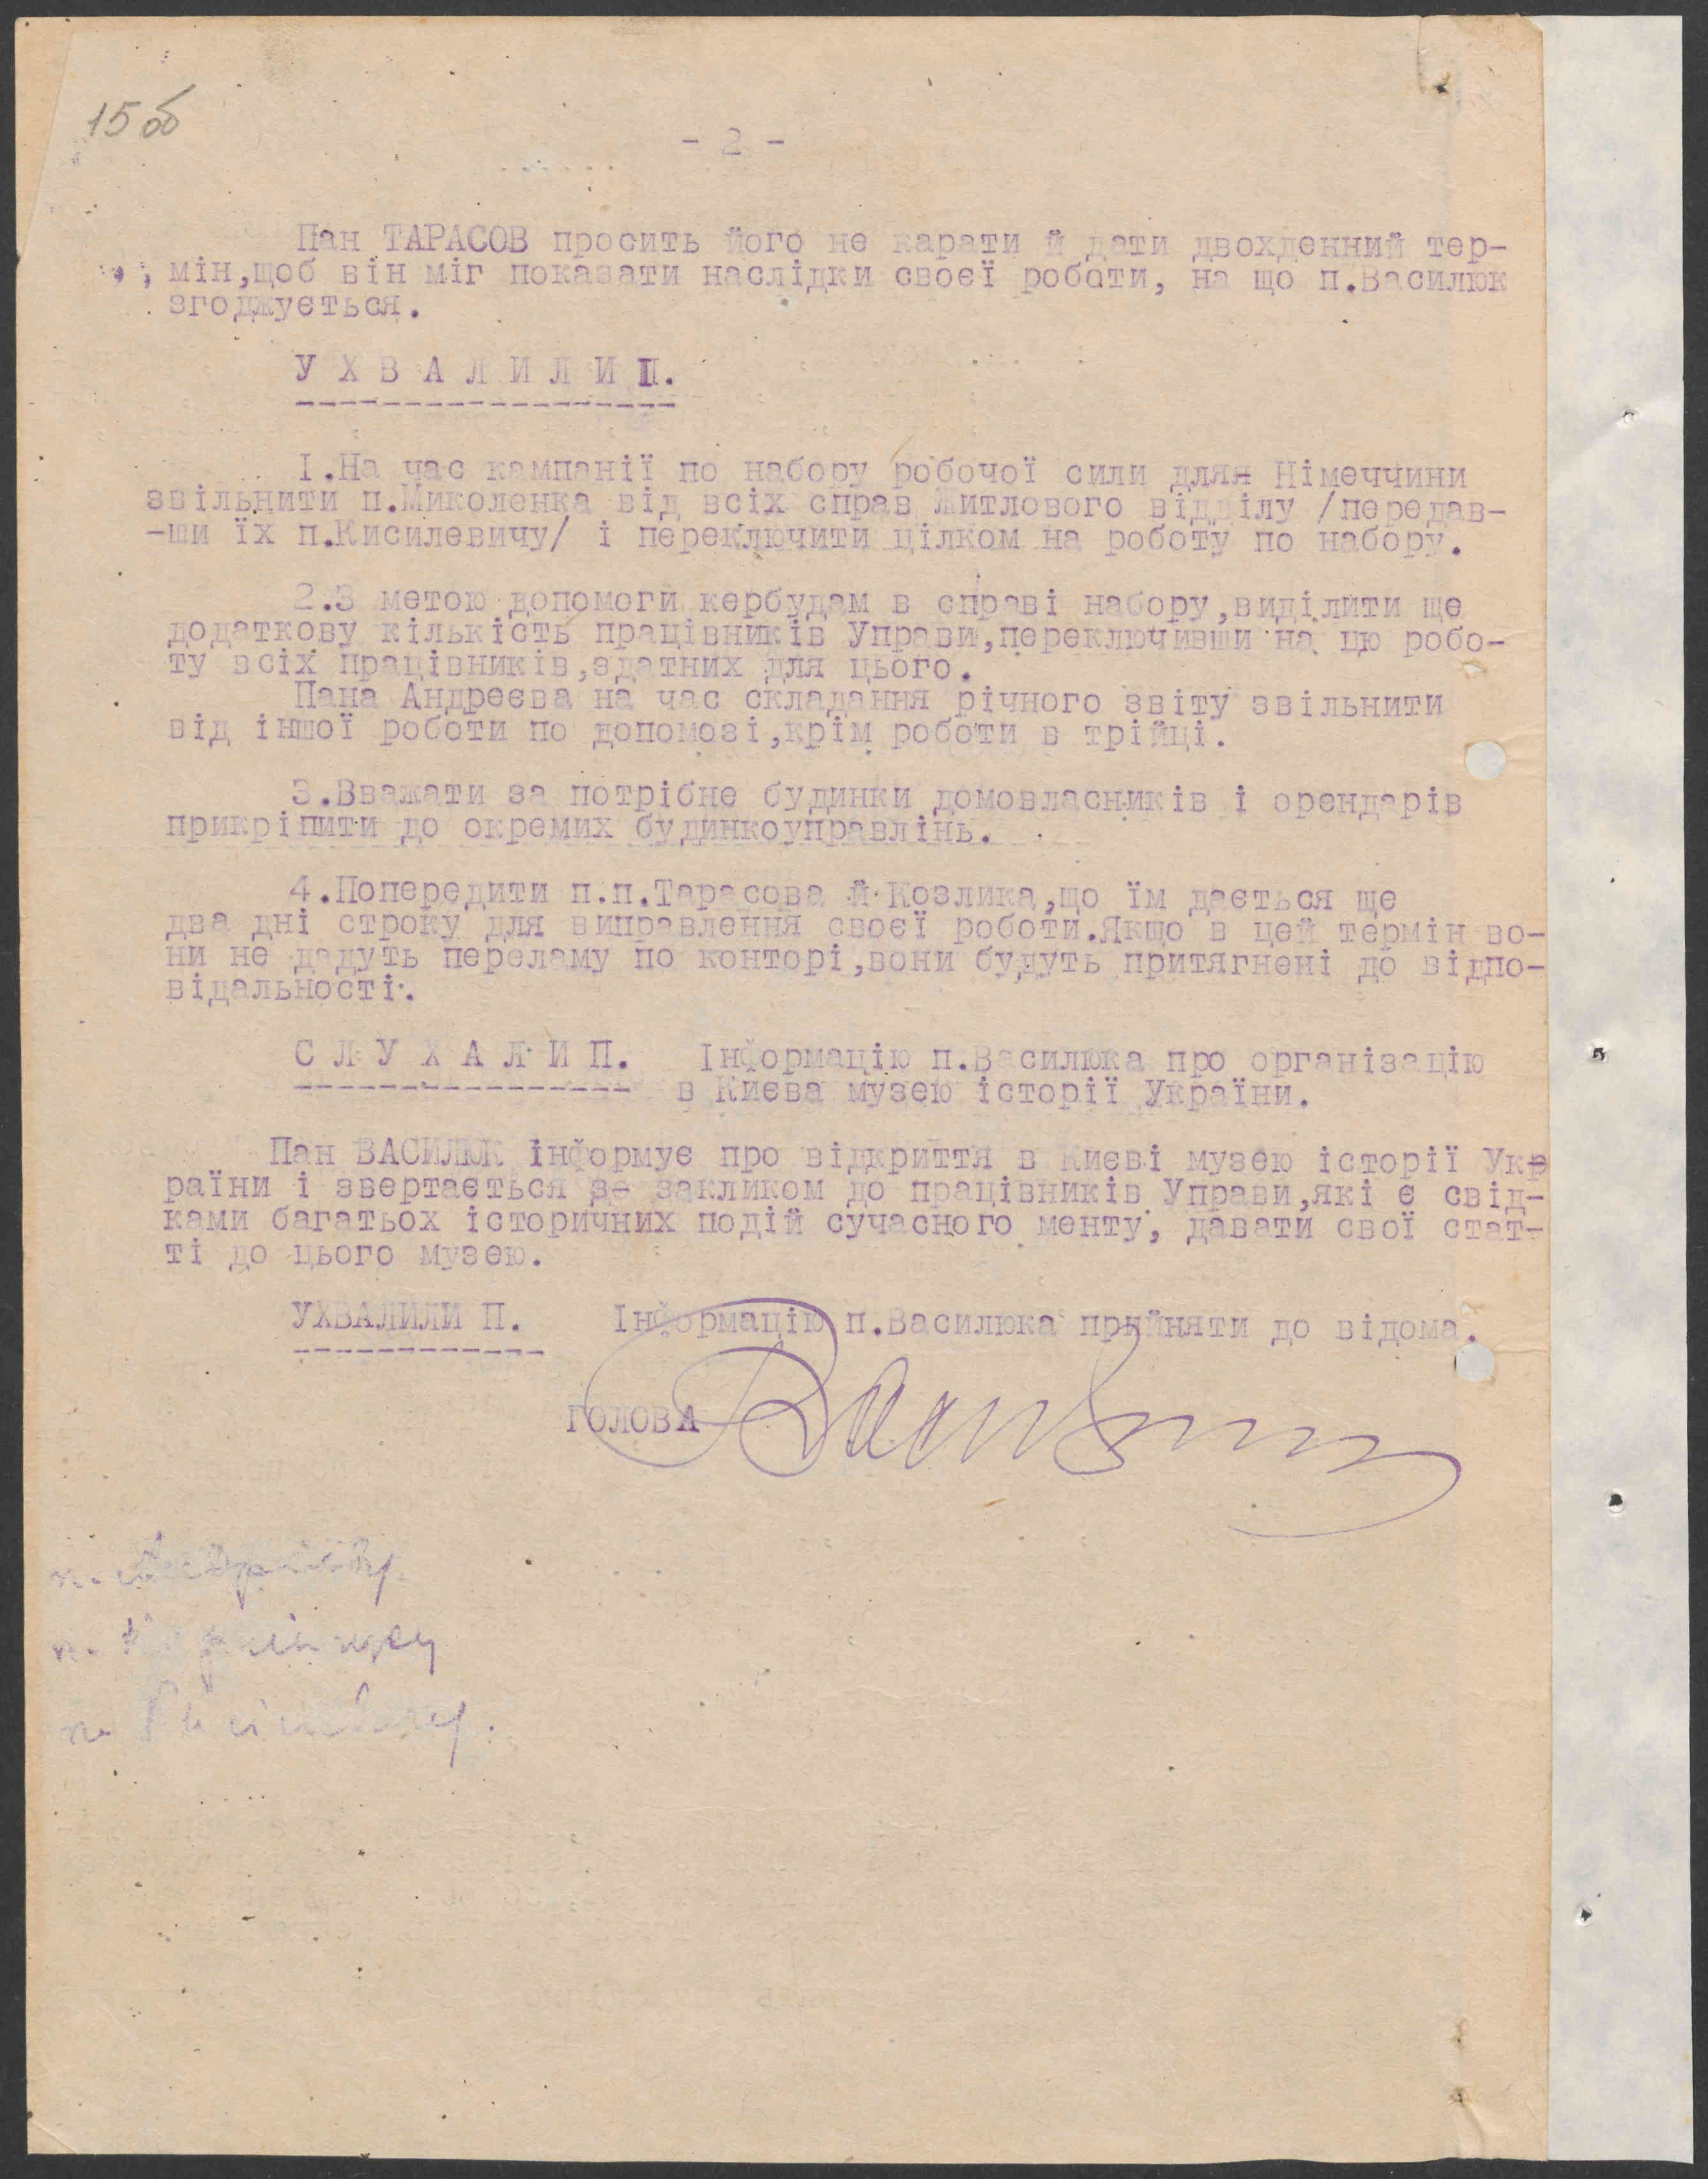 15 об
- 2 -
Пан ТАРАСОВ просить його не карати й дати двохденний тер-
мін,щоб він міг показати наслідки своєї роботи, на що п.Василюк
згоджується.
У Х В А Л И Л И І.
І.На час кампанії по набору робочої сили длля Німеччини
звільнити п.Миколенка від всіх справ житлового відділу /передав-
-ши їх п.Кисилевичу/ і переключити цілком на роботу по набору.
2.З метою допомоги кербудам в справі набору,виділити ще
додаткову кількість працівників Управи,переключивши на цю робо-
ту всіх працівників,здатних для цього.
Пана Андреєва на час складання річного звіту звільнити
від іншої роботи по допомозі,крім роботи в трійці.
3.Вважати за потрібне будинки домовласників і орендарів
прикріпити до окремих будинкоуправлінь.
4.Попередити п.п.Тарасова й Козлика,що їм дається ще
два дні строку для виправлення своєї роботи.Якщо в цей термін во-
ни не дадуть переламу по конторі,вони будуть притягнені до відпо-
відальності.
С Л У Х А Л И П. Інформацію п.Василюка про організацію
в Києва музею історії України.
Пан ВАСИЛЮК інформує про відкриття в Києві музею історії Укр
раїни і звертається зе закликом до працівників Управи,які є свід-
ками багатьох історичних подій сучасного менту, давати свої стат-
ті до цього музею.
УХВАЛИЛИ П. Інформацію п.Василюка прийняти до відома.
ГОЛОВА
п.
п.
п.